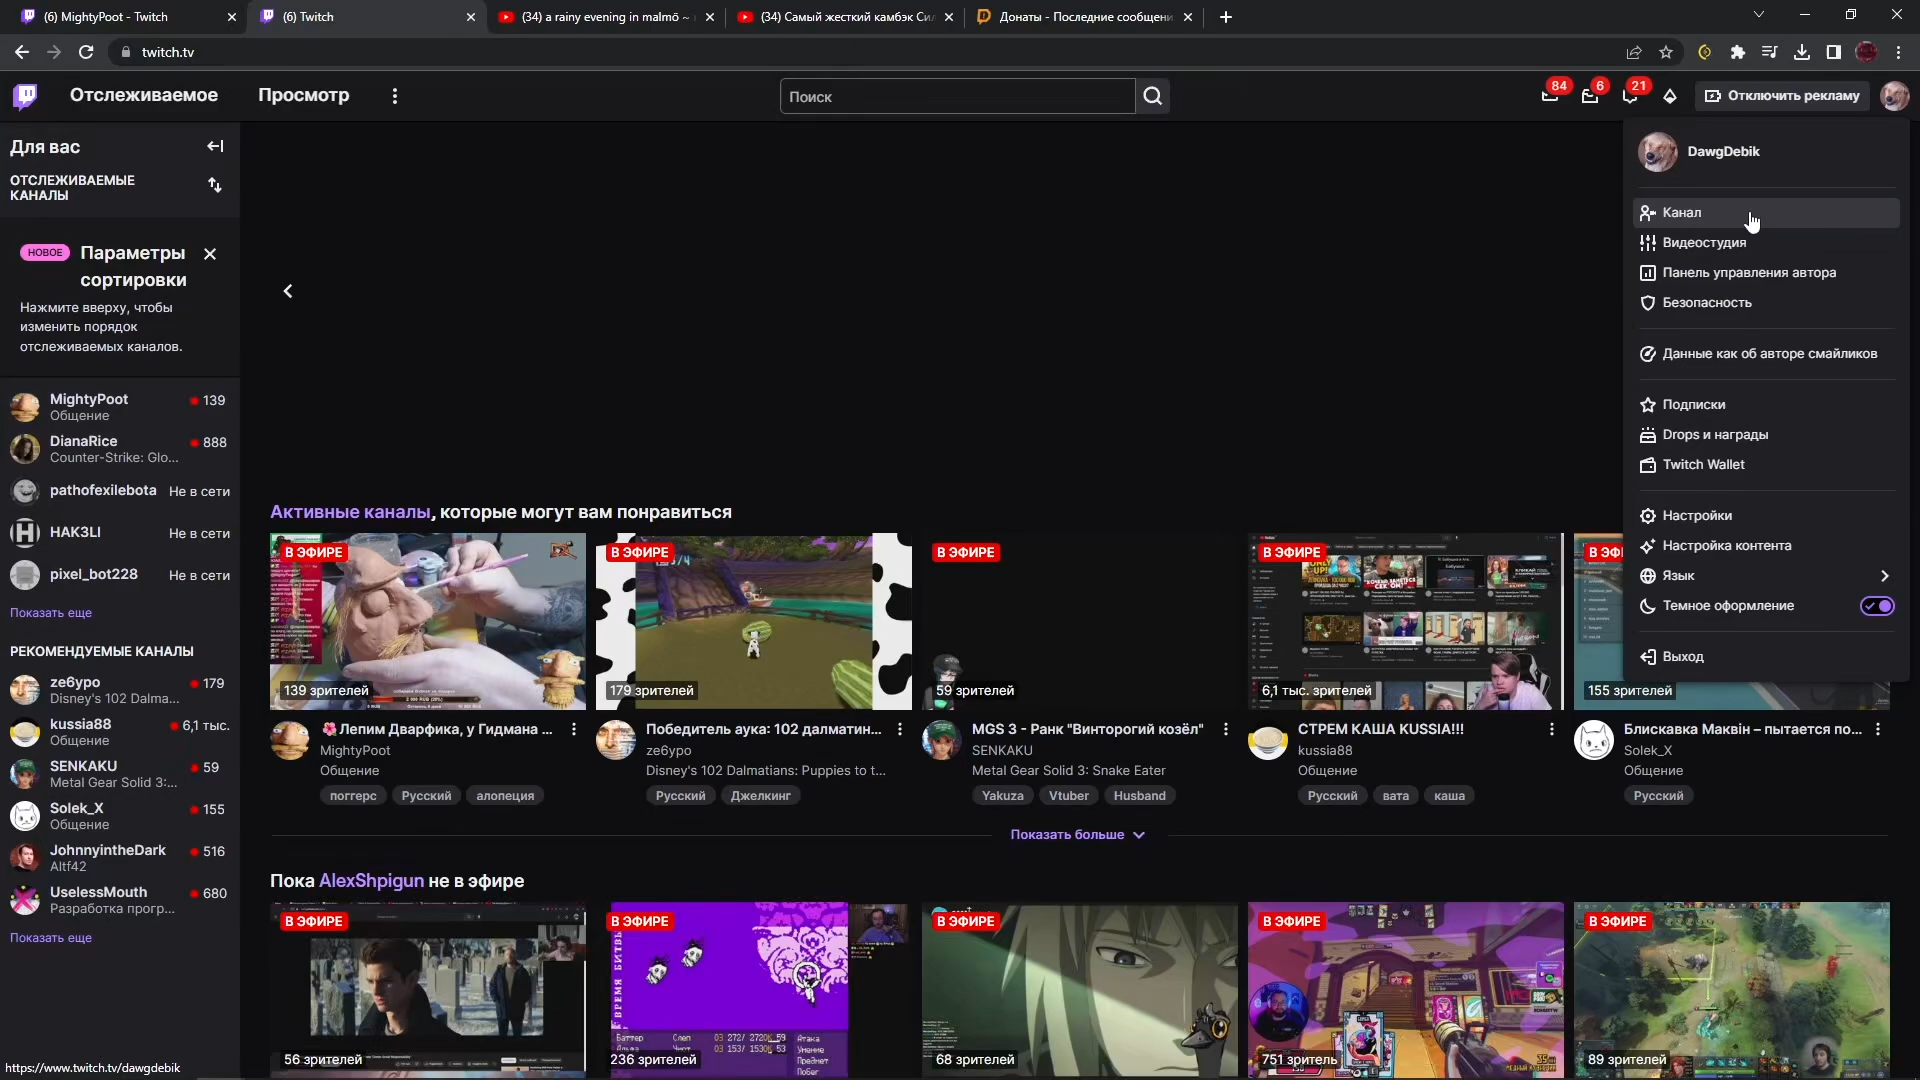 (6) MightyPoot - Twitch
(6) Twitch
(34) a rainy evening in malmö ~
(34) Самый жесткий камбэк Сил
Донаты - Последние сообщени
twitch.tv
Отслеживаемое
Просмотр
Поиск
84
6
21
Отключить рекламу
Для вас
ОТСЛЕЖИВАЕМЫЕ
КАНАЛЫ
НОВОЕ
Параметры
сортировки
Нажмите вверху, чтобы
изменить порядок
отслеживаемых каналов.
MightyPoot
139
Общение
DianaRice
888
Counter-Strike: Glo...
pathofexilebota
Не в сети
HAK3LI
Не в сети
pixel_bot228
Не в сети
Показать еще
РЕКОМЕНДУЕМЫЕ КАНАЛЫ
ze6ypo
179
Disney's 102 Dalma...
kussia88
6,1 тыс.
Общение
SENKAKU
59
Metal Gear Solid 3:...
Solek_X
155
Общение
JohnnyintheDark
516
Altf42
UselessMouth
680
Разработка прогр...
Показать еще
DawgDebik
Канал
Видеостудия
Панель управления автора
Безопасность
Данные как об авторе смайликов
Подписки
Drops и награды
Twitch Wallet
Настройки
Настройка контента
Язык
Темное оформление
Выход
Активные каналы, которые могут вам понравиться
В ЭФИРЕ
139 зрителей
🌸Лепим Дварфика, у Гидмана ...
MightyPoot
Общение
поггерс
Русский
алопеция
В ЭФИРЕ
179 зрителей
Победитель аука: 102 далматин...
ze6ypo
Disney's 102 Dalmatians: Puppies to t...
Русский
Джелкинг
В ЭФИРЕ
59 зрителей
MGS 3 - Ранк "Винторогий козёл"
SENKAKU
Metal Gear Solid 3: Snake Eater
Yakuza
Vtuber
Husband
В ЭФИРЕ
6,1 тыс. зрителей
СТРЕМ КАША KUSSIA!!!
kussia88
Общение
Русский
вата
каша
В ЭФИ
155 зрителей
Блискавка Маквін – пытается по...
Solek_X
Общение
Русский
Показать больше
Пока AlexShpigun не в эфире
В ЭФИРЕ
56 зрителей
В ЭФИРЕ
ВРЕМЯ БИТВЫ
Баттер
Слеп
Атака
Умение
Предмет
Побег
236 зрителей
В ЭФИРЕ
68 зрителей
В ЭФИРЕ
751 зритель
В ЭФИРЕ
89 зрителей
https://www.twitch.tv/dawgdebik